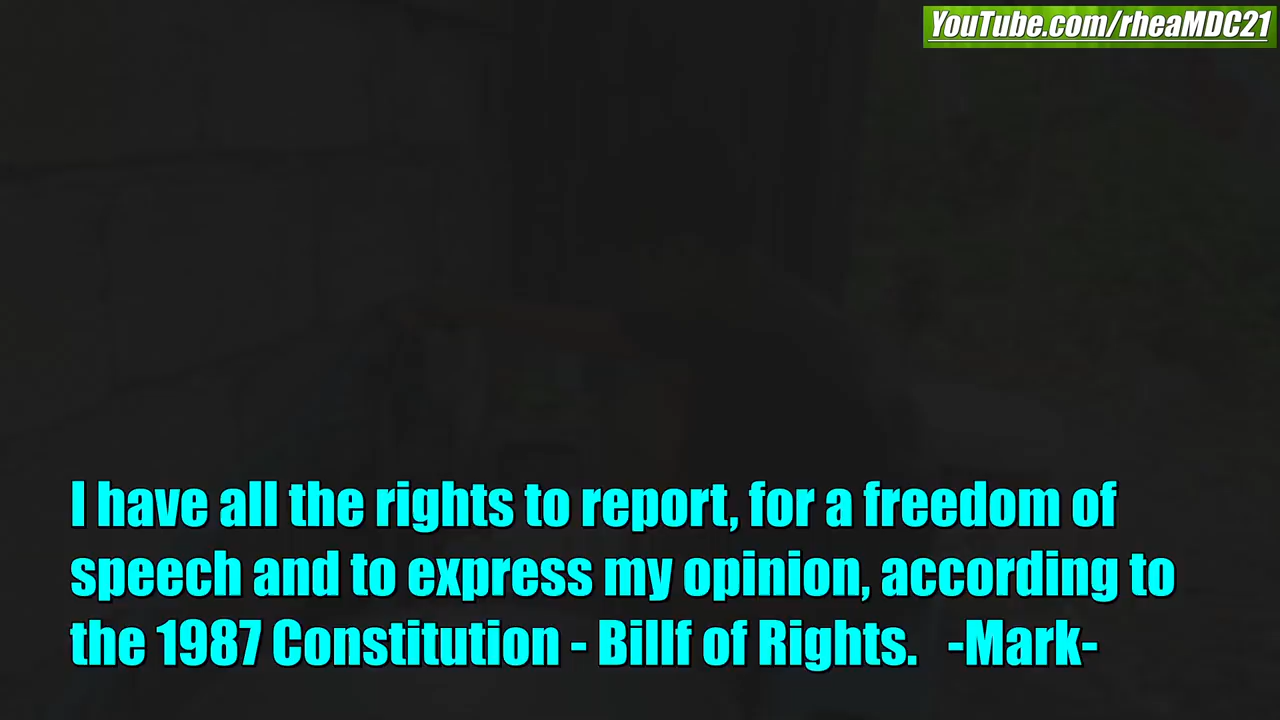 YouTube.com/rheaMDC21
I have all the rights to report, for a freedom of
speech and to express my opinion, according to
the 1987 Constitution - Billf of Rights.   -Mark-